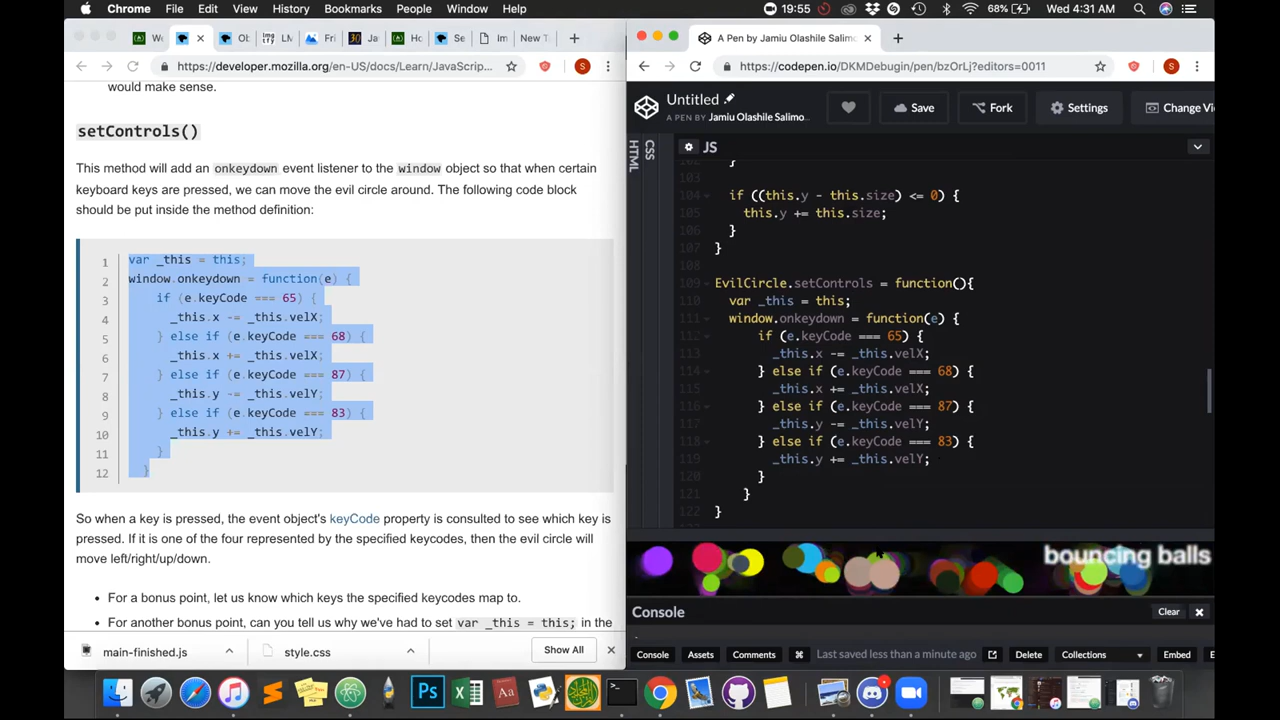 Chrome File Edit View History Bookmarks People Window Help 19:55 68% Wed 4:31 AM
We Ob LM Fri Ja Ho Se Im New T
A Pen by Jamiu Olashile Salimo
https://developer.mozilla.org/en-US/docs/Learn/JavaScrip...
https://codepen.io/DKMDebugin/pen/bzOrLj?editors=0011
would make sense.
setControls()
This method will add an onkeydown event listener to the window object so that when certain
keyboard keys are pressed, we can move the evil circle around. The following code block
should be put inside the method definition:
1 var _this = this;
2 window.onkeydown = function(e) {
3 if (e.keyCode === 65) {
4 _this.x -= _this.velX;
5 } else if (e.keyCode === 68) {
6 _this.x += _this.velX;
7 } else if (e.keyCode === 87) {
8 _this.y -= _this.velY;
9 } else if (e.keyCode === 83) {
10 _this.y += _this.velY;
11 }
12 }
So when a key is pressed, the event object's keyCode property is consulted to see which key is
pressed. If it is one of the four represented by the specified keycodes, then the evil circle will
move left/right/up/down.
• For a bonus point, let us know which keys the specified keycodes map to.
• For another bonus point, can you tell us why we've had to set var _this = this; in the
main-finished.js
style.css
Show All
Untitled
A PEN BY Jamiu Olashile Salimo...
Save
Fork
Settings
Change Vi
HTML
CSS
JS
102 }
103
104 if ((this.y - this.size) <= 0) {
105 this.y += this.size;
106 }
107 }
108
109 EvilCircle.setControls = function(){
110 var _this = this;
111 window.onkeydown = function(e) {
112 if (e.keyCode === 65) {
113 _this.x -= _this.velX;
114 } else if (e.keyCode === 68) {
115 _this.x += _this.velX;
116 } else if (e.keyCode === 87) {
117 _this.y -= _this.velY;
118 } else if (e.keyCode === 83) {
119 _this.y += _this.velY;
120 }
121 }
122 }
bouncing balls
Console
Clear
Console Assets Comments ⌘ Last saved less than a minute ago Delete Collections Embed E